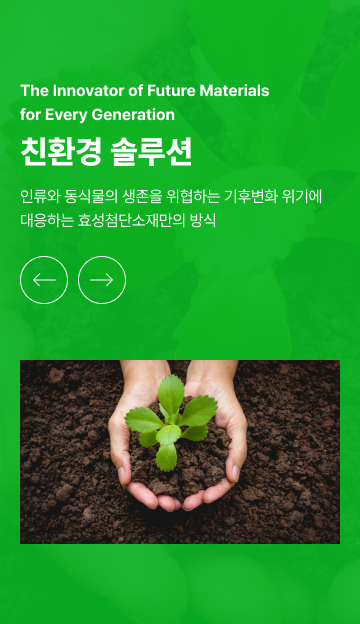 The Innovator of Future Materials
for Every Generation
친환경 솔루션
인류와 동식물의 생존을 위협하는 기후변화 위기에
대응하는 효성첨단소재만의 방식